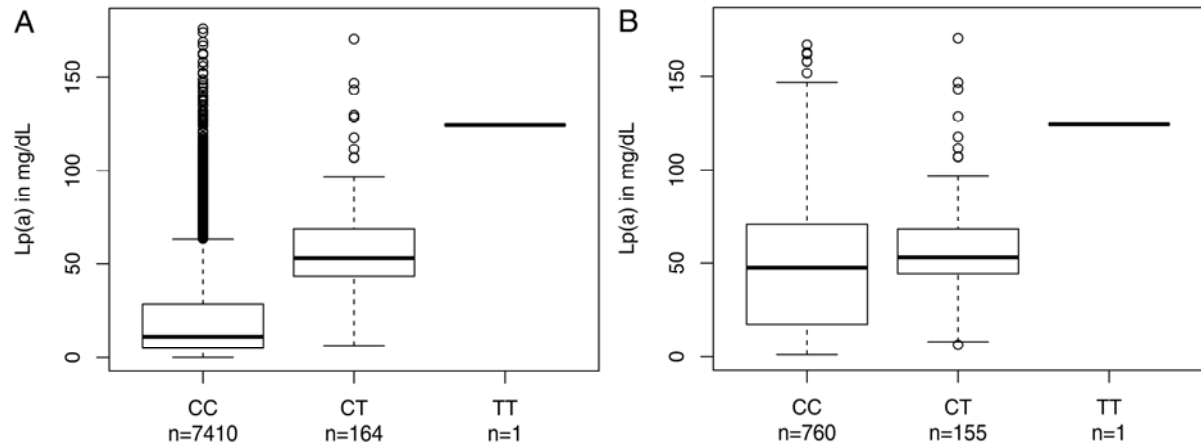 A
Lp(a) in mg/dL
150
100
50
0
CC
CT
TT
n=7410
n=164
n=1
B
Lp(a) in mg/dL
150
100
50
0
CC
CT
TT
n=760
n=155
n=1